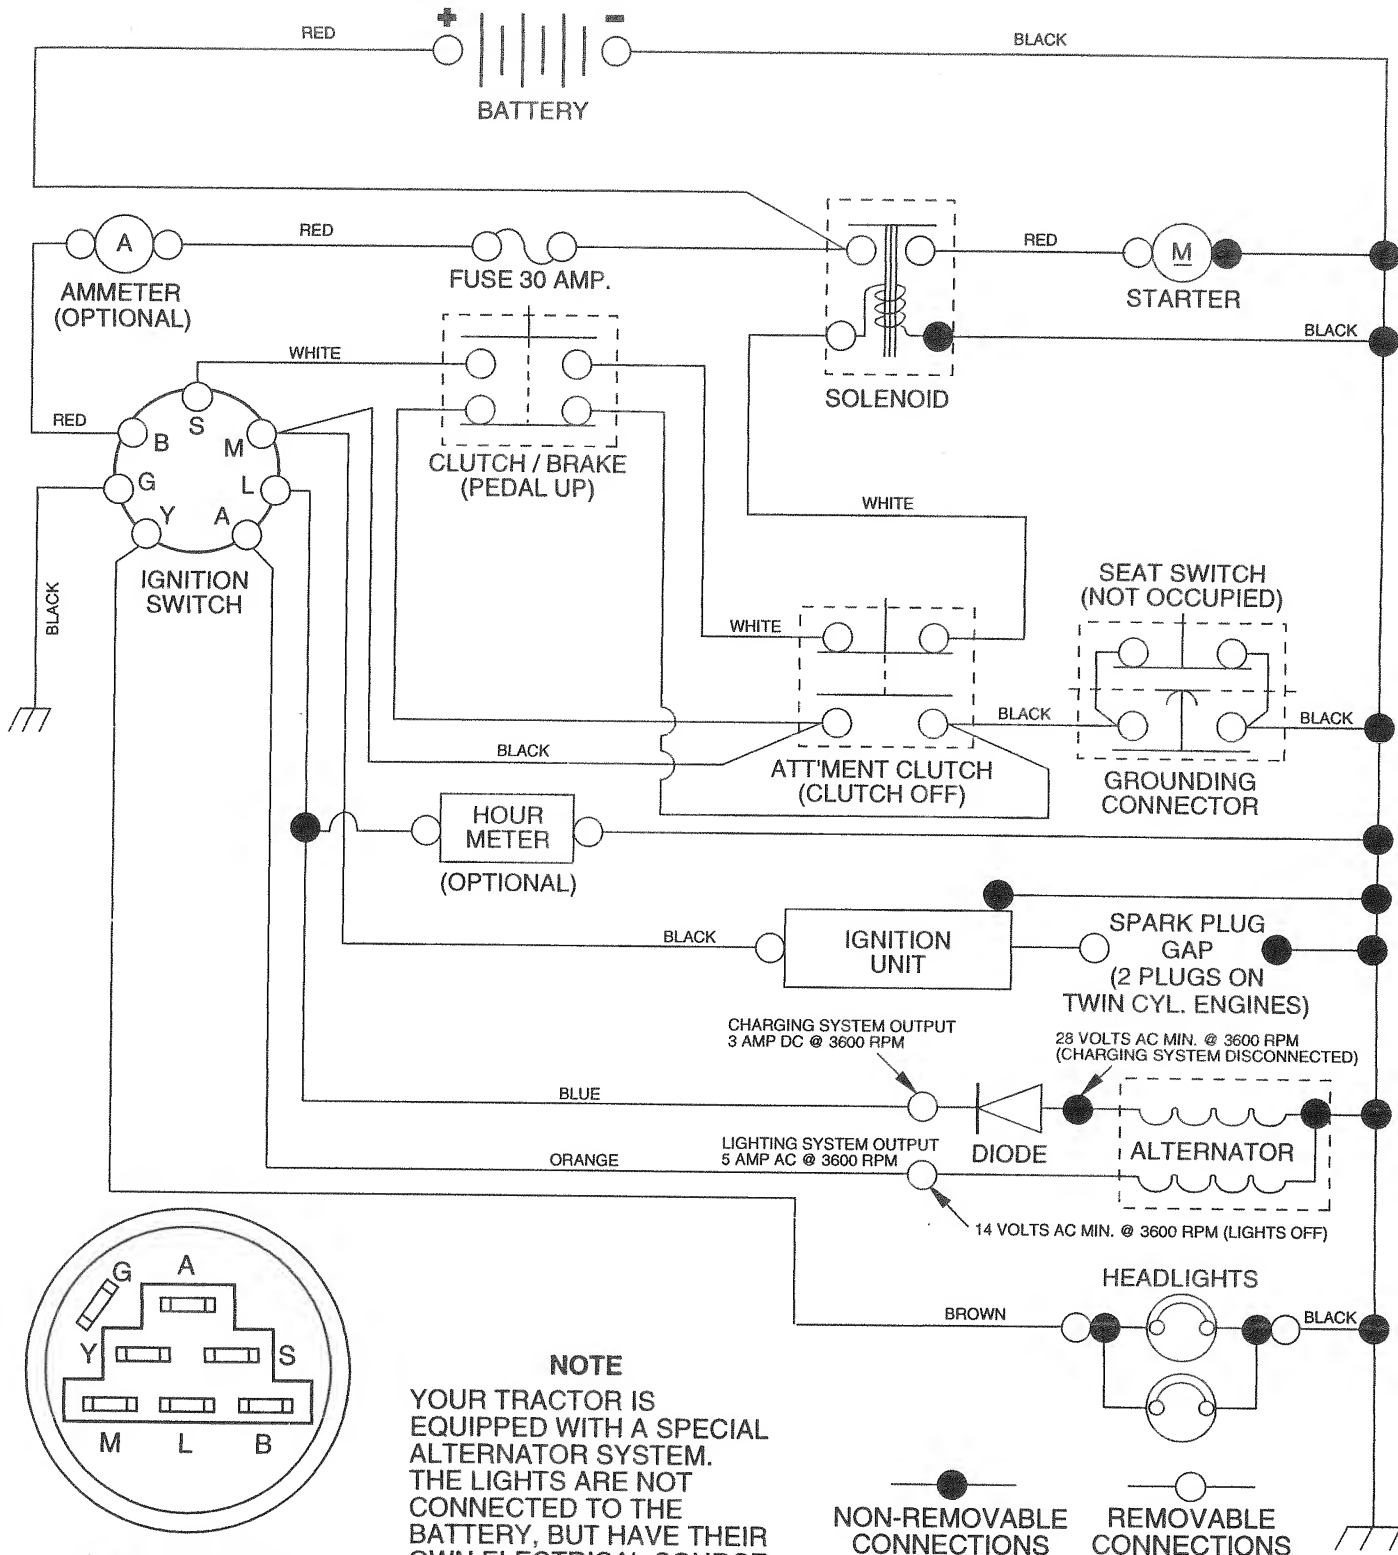 +
-
RED
BLACK
BATTERY
A
RED
RED
M
AMMETER
(OPTIONAL)
FUSE 30 AMP.
STARTER
BLACK
WHITE
SOLENOID
RED
S
B
M
G
L
Y
A
CLUTCH / BRAKE
(PEDAL UP)
WHITE
IGNITION
SWITCH
BLACK
SEAT SWITCH
(NOT OCCUPIED)
WHITE
BLACK
BLACK
BLACK
ATT'MENT CLUTCH
(CLUTCH OFF)
GROUNDING
CONNECTOR
HOUR
METER
(OPTIONAL)
BLACK
IGNITION
UNIT
SPARK PLUG
GAP
(2 PLUGS ON
TWIN CYL. ENGINES)
CHARGING SYSTEM OUTPUT
3 AMP DC @ 3600 RPM
28 VOLTS AC MIN. @ 3600 RPM
(CHARGING SYSTEM DISCONNECTED)
BLUE
DIODE
ALTERNATOR
LIGHTING SYSTEM OUTPUT
5 AMP AC @ 3600 RPM
ORANGE
14 VOLTS AC MIN. @ 3600 RPM (LIGHTS OFF)
HEADLIGHTS
BROWN
BLACK
G
A
Y
S
M
L
B
NOTE
YOUR TRACTOR IS
EQUIPPED WITH A SPECIAL
ALTERNATOR SYSTEM.
THE LIGHTS ARE NOT
CONNECTED TO THE
BATTERY, BUT HAVE THEIR
OWN ELECTRICAL SOURCE
NON-REMOVABLE
CONNECTIONS
REMOVABLE
CONNECTIONS